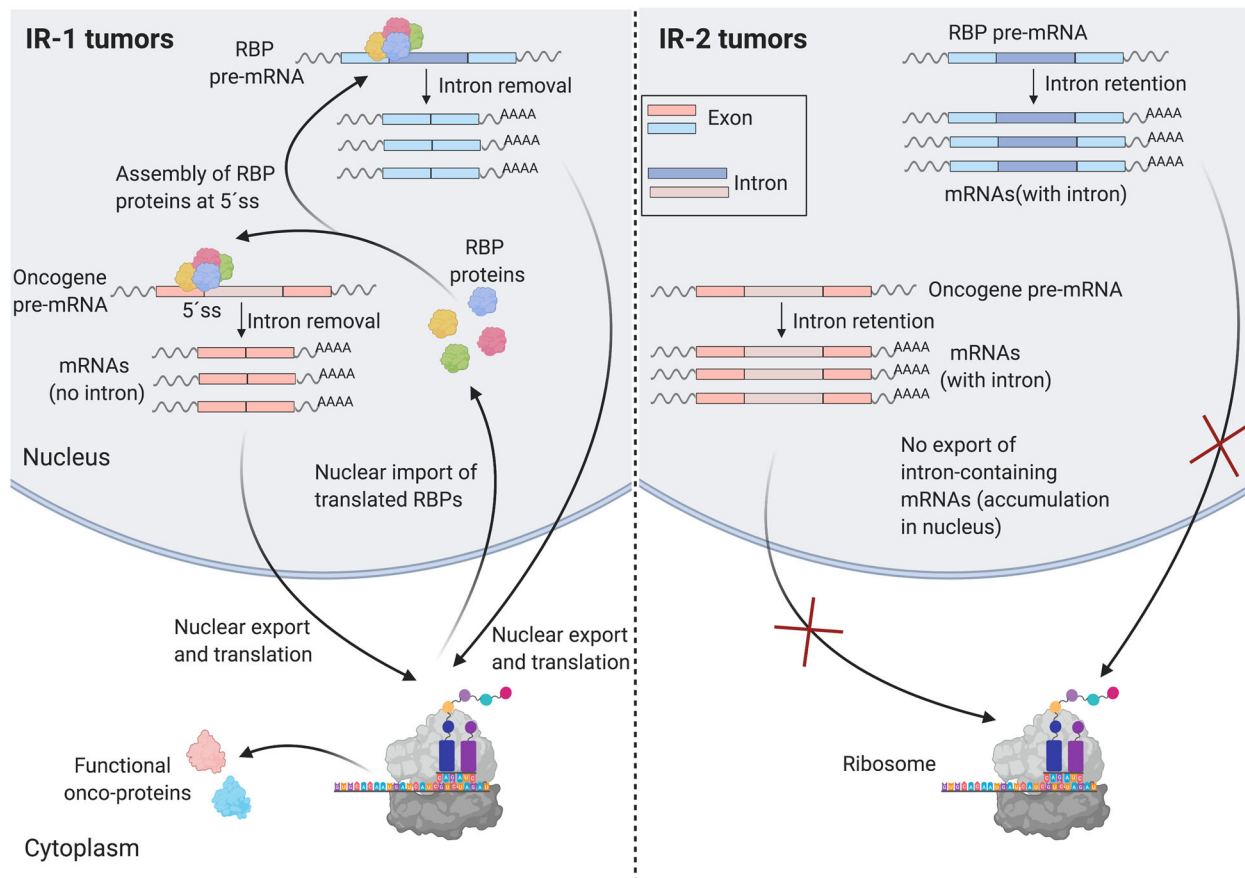 IR-1 tumors
RBP
pre-mRNA
Intron removal
AAAA
AAAA
AAAA
Assembly of RBP
proteins at 5´ss
RBP
proteins
Oncogene
pre-mRNA
5´ss
Intron removal
mRNAs
(no intron)
AAAA
AAAA
AAAA
Nucleus
Nuclear import of
translated RBPs
Nuclear export
and translation
Nuclear export
and translation
Functional
onco-proteins
Cytoplasm
IR-2 tumors
RBP pre-mRNA
Intron retention
Exon
Intron
AAAA
AAAA
AAAA
mRNAs(with intron)
Oncogene pre-mRNA
Intron retention
AAAA
AAAA
AAAA
mRNAs
(with intron)
No export of
intron-containing
mRNAs (accumulation
in nucleus)
Ribosome